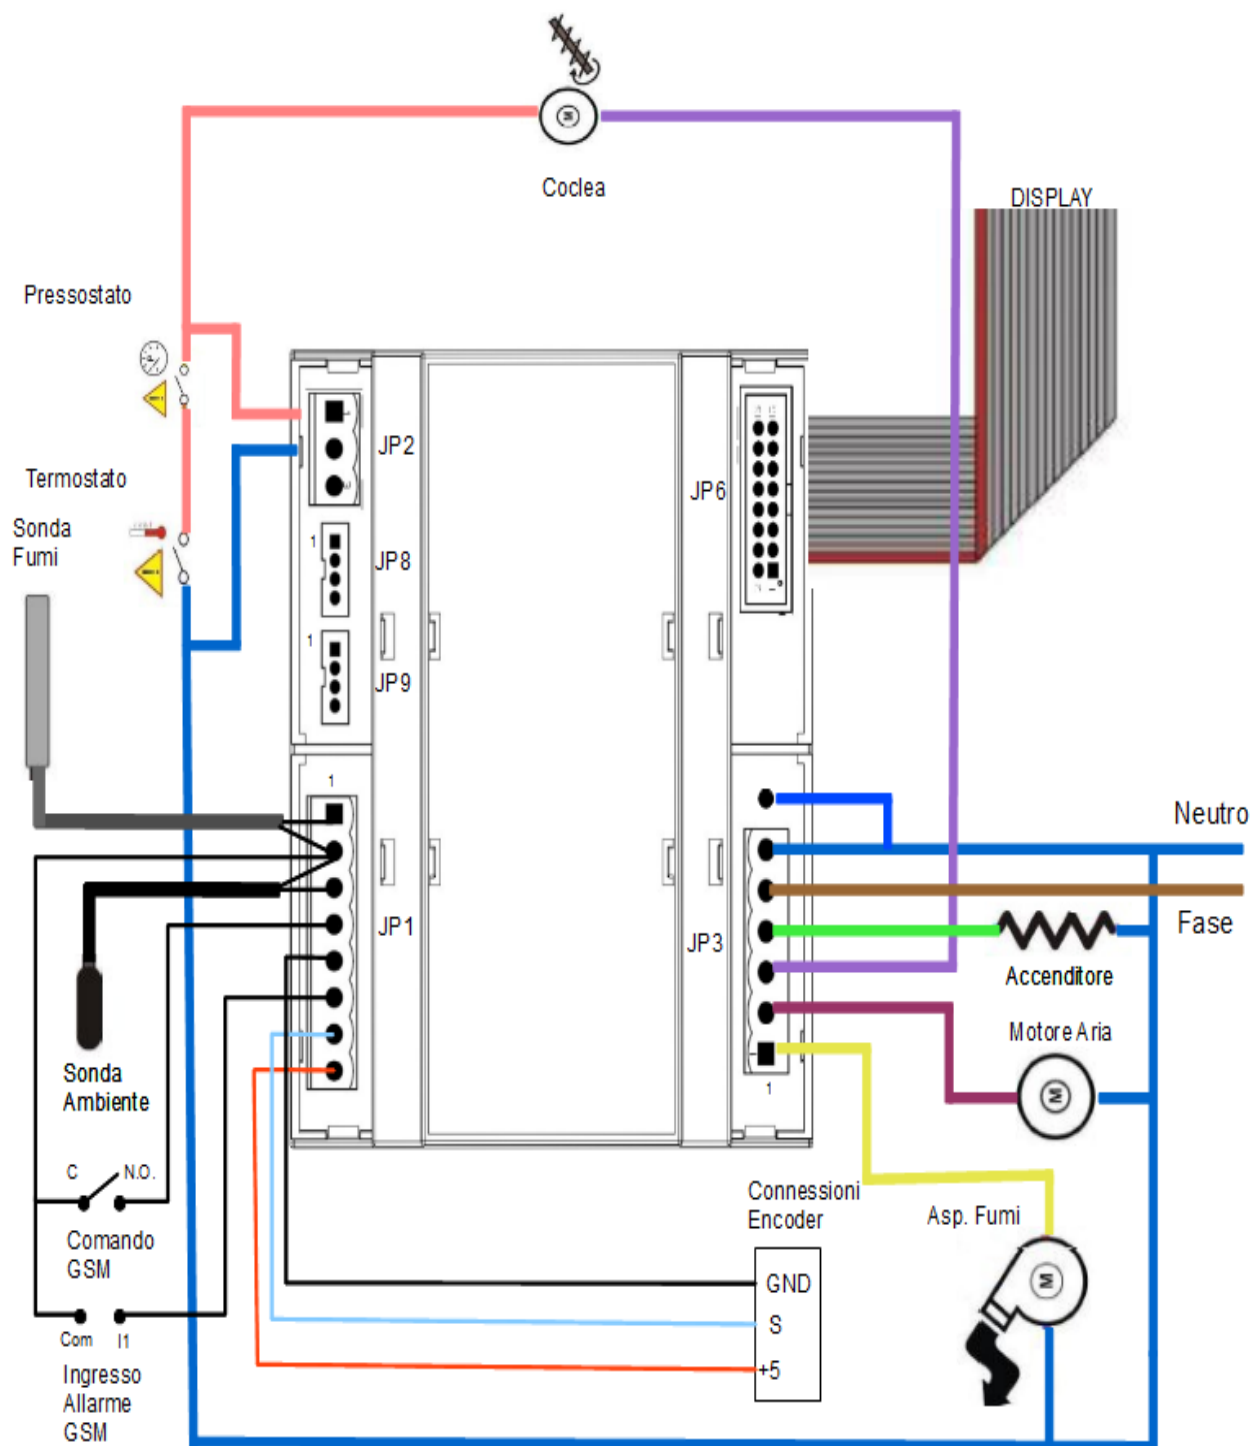 M
Coclea
DISPLAY
Pressostato
JP2
Termostato
JP6
Sonda
Fumi
1
JP8
1
JP9
1
Neutro
JP1
JP3
Fase
Accenditore
Motore Aria
Sonda
Ambiente
1
M
C
N.O.
Connessioni
Encoder
Asp. Fumi
Comando
GSM
GND
M
S
Com
I1
+5
Ingresso
Allarme
GSM